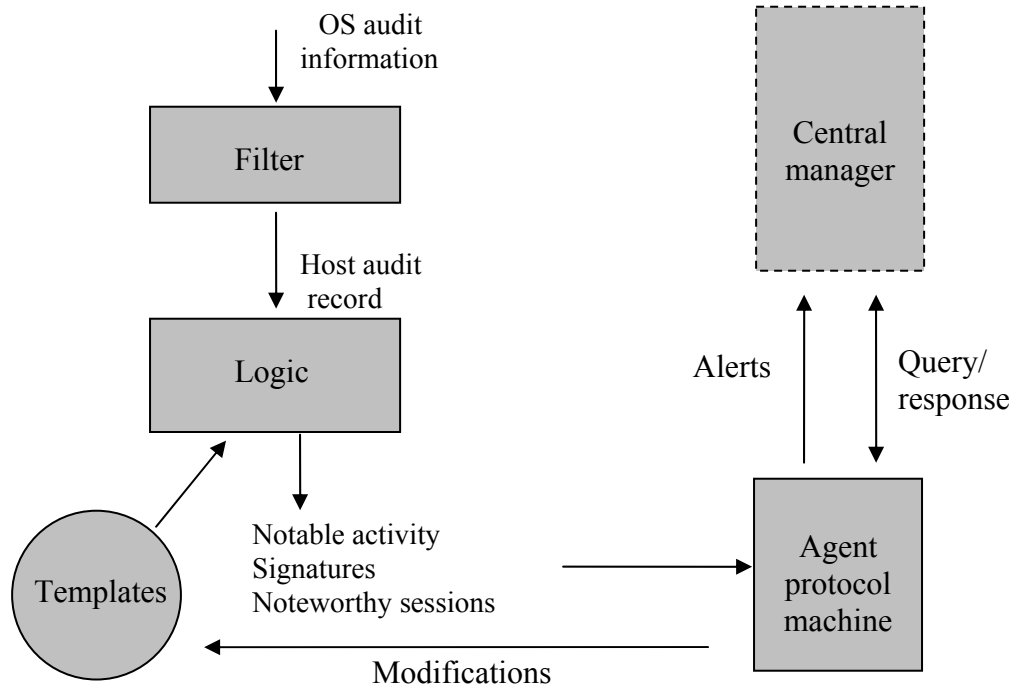 OS audit
information
Filter
Central
manager
Host audit
record
Logic
Alerts
Query/
response
Notable activity
Signatures
Noteworthy sessions
Templates
Agent
protocol
machine
Modifications